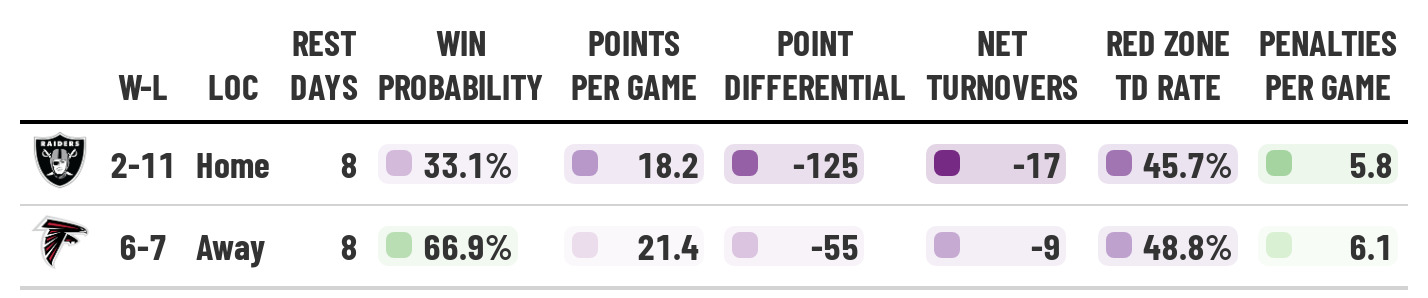 REST WIN POINTS POINT NET RED ZONE PENALTIES
W-L LOC DAYS PROBABILITY PER GAME DIFFERENTIAL TURNOVERS TD RATE PER GAME
RAIDERS
2-11 Home 8 33.1% 18.2 -125 -17 45.7% 5.8
6-7 Away 8 66.9% 21.4 -55 -9 48.8% 6.1